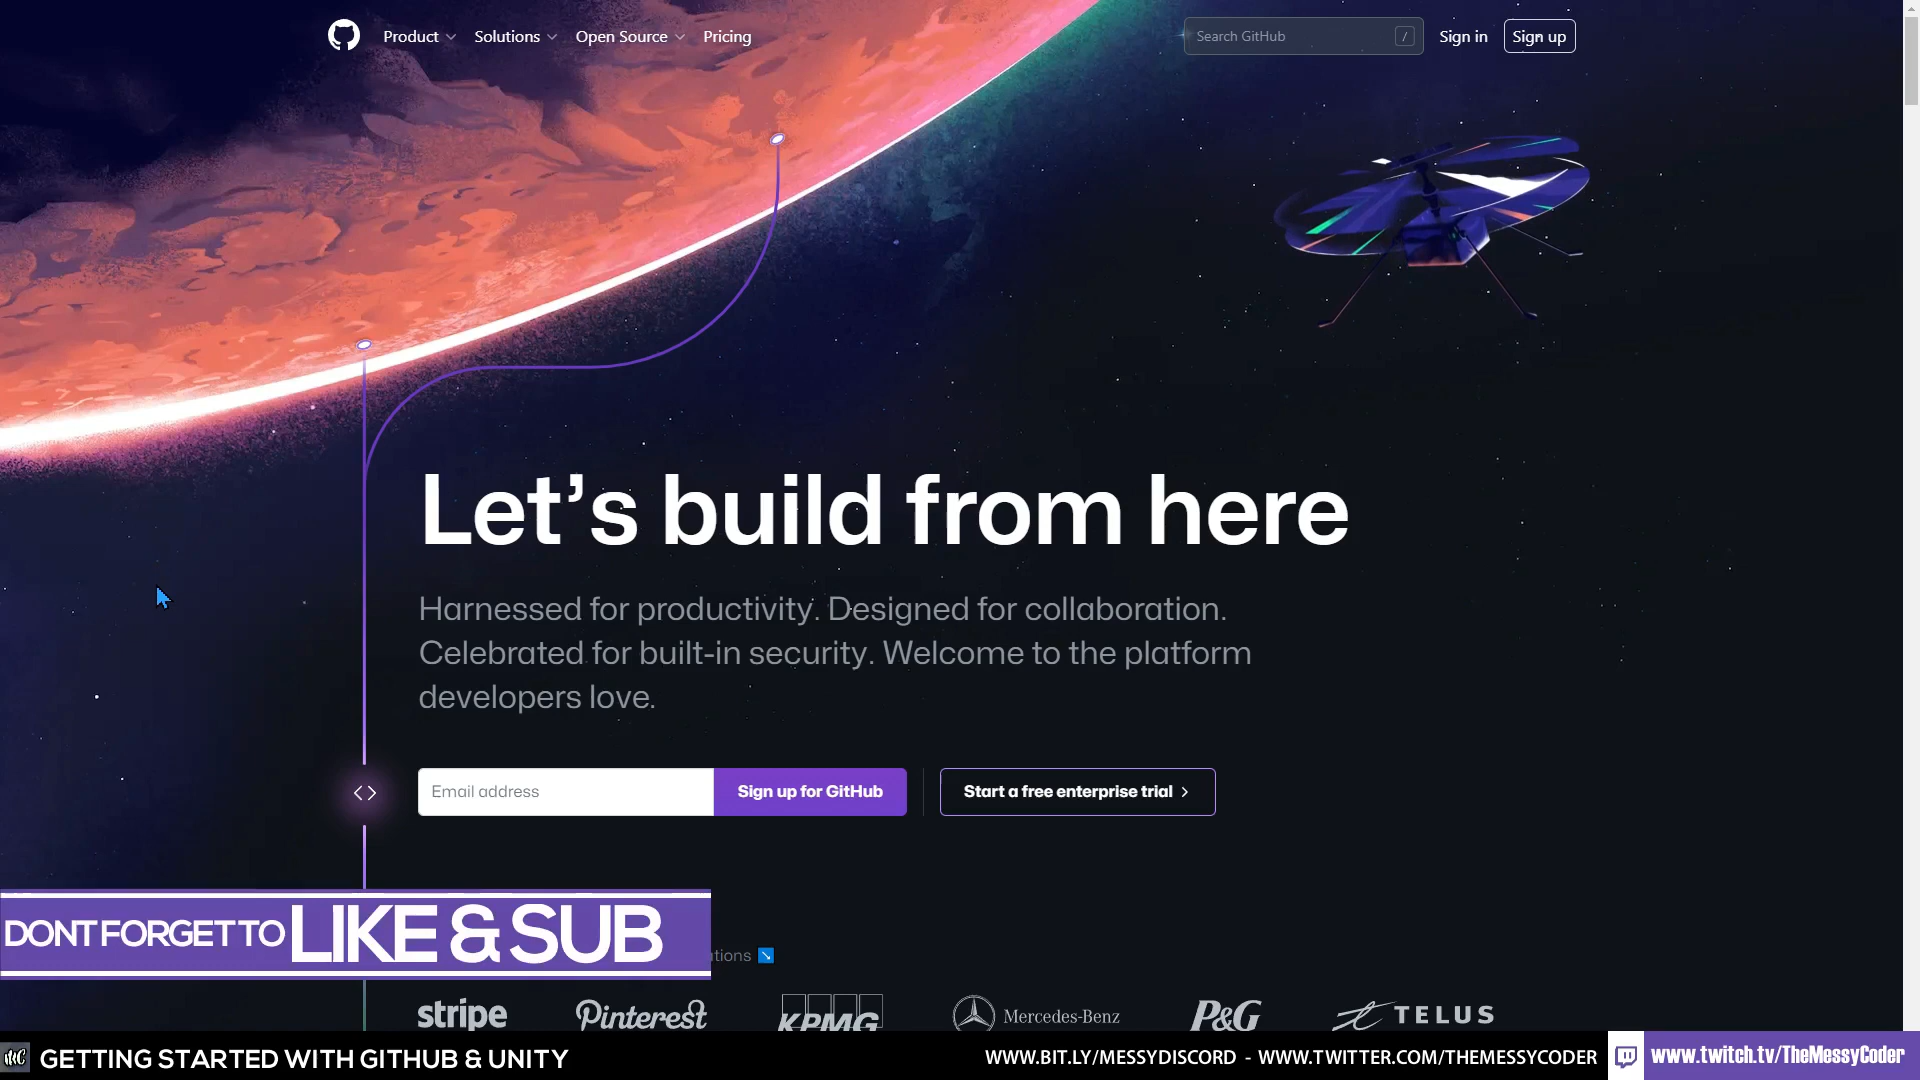 Product Solutions Open Source Pricing Search GitHub / Sign in Sign up
Let’s build from here
Harnessed for productivity. Designed for collaboration.
Celebrated for built-in security. Welcome to the platform
developers love.
Email address Sign up for GitHub Start a free enterprise trial
DONT FORGET TO LIKE & SUB
stripe Pinterest KPMG Mercedes-Benz P&G TELUS
GETTING STARTED WITH GITHUB & UNITY WWW.BIT.LY/MESSYDISCORD - WWW.TWITTER.COM/THEMESSYCODER www.twitch.tv/TheMessyCoder